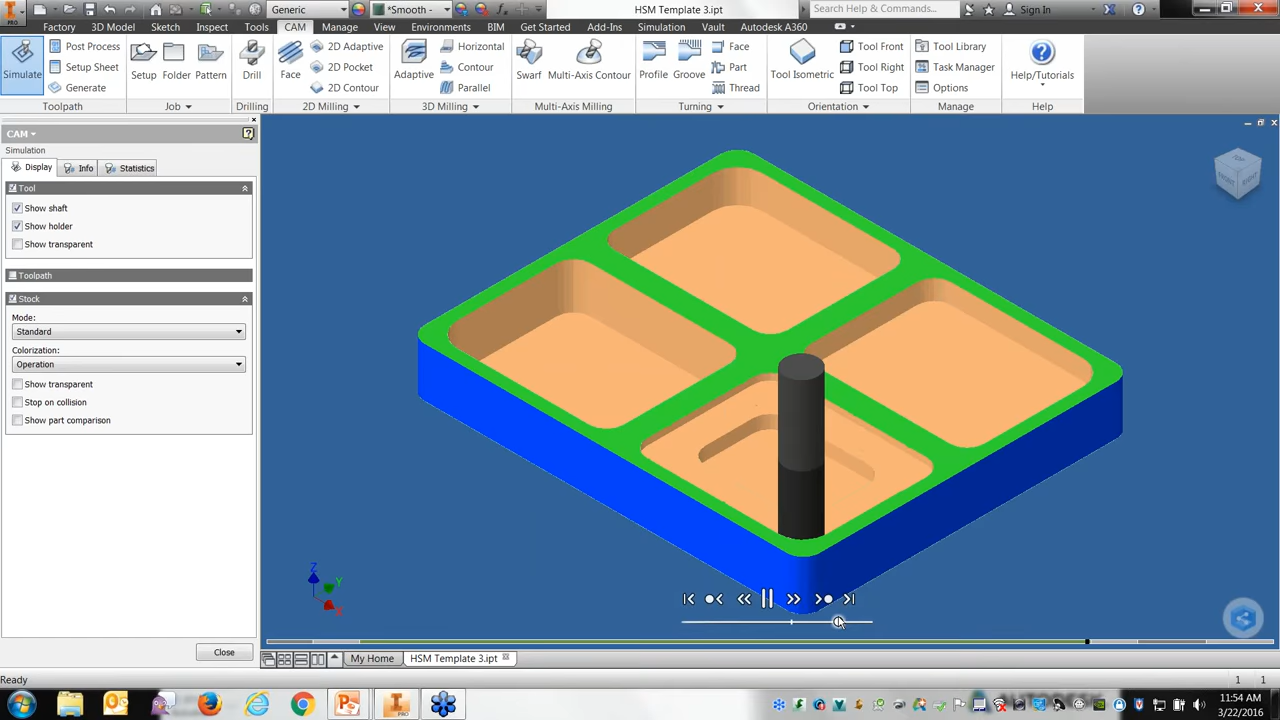 I
PRO
Generic
*Smooth
HSM Template 3.ipt
Search Help & Commands...
Sign In
Factory 3D Model Sketch Inspect Tools CAM Manage View Environments BIM Get Started Add-Ins Simulation Vault Autodesk A360
Simulate
Post Process
Setup Sheet
Generate
Toolpath
Setup
Folder
Pattern
Job
Drill
Drilling
Face
2D Adaptive
2D Pocket
2D Contour
2D Milling
Adaptive
Horizontal
Contour
Parallel
3D Milling
Swarf
Multi-Axis Contour
Multi-Axis Milling
Profile
Groove
Face
Part
Thread
Turning
Tool Isometric
Tool Front
Tool Right
Tool Top
Orientation
Tool Library
Task Manager
Options
Manage
Help/Tutorials
Help
CAM
Simulation
Display
Info
Statistics
Tool
Show shaft
Show holder
Show transparent
Toolpath
Stock
Mode:
Standard
Colorization:
Operation
Show transparent
Stop on collision
Show part comparison
Close
TOP
FRONT
RIGHT
Z
Y
X
My Home
HSM Template 3.ipt
Ready
1 1
11:54 AM
3/22/2016